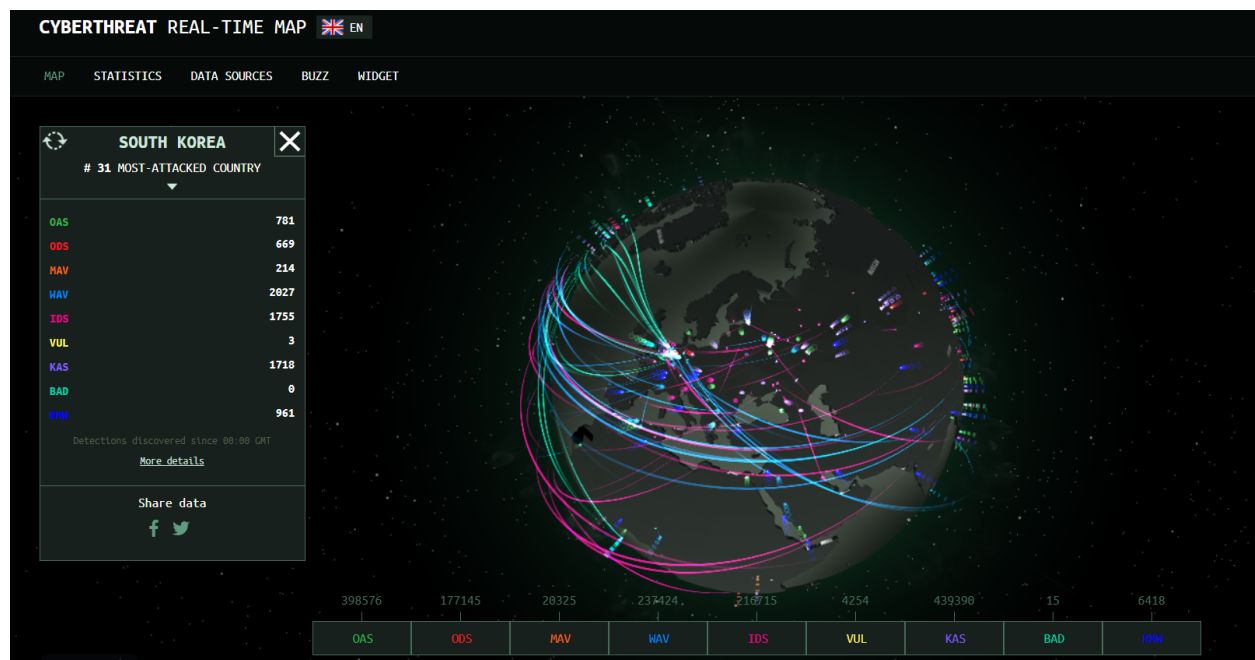 CYBERTHREAT REAL-TIME MAP EN
MAP STATISTICS DATA SOURCES BUZZ WIDGET
SOUTH KOREA
# 31 MOST-ATTACKED COUNTRY
OAS 781
ODS 669
MAV 214
WAV 2027
IDS 1755
VUL 3
KAS 1718
BAD 0
RMW 961
Detections discovered since 00:00 GMT
More details
Share data
398576 177145 20325 237424 216715 4254 439390 15 6418
OAS ODS MAV WAV IDS VUL KAS BAD RMW